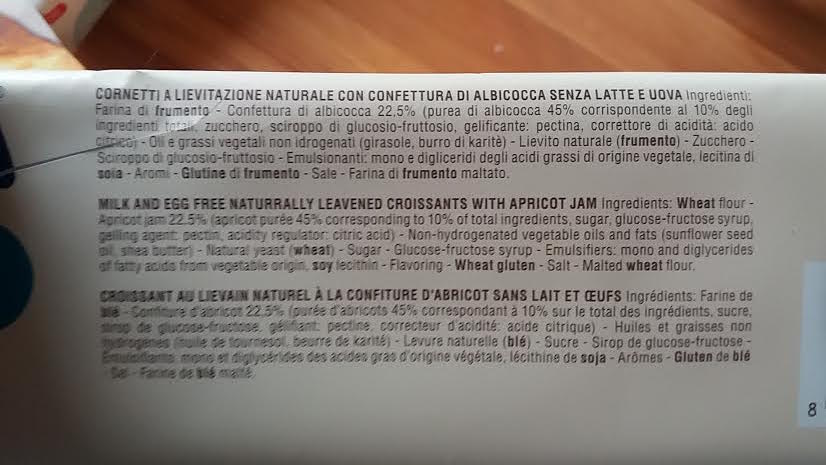 CORNETTI A LIEVITAZIONE NATURALE CON CONFETTURA DI ALBICOCCA SENZA LATTE E UOVA Ingredienti:
Farina di frumento - Confettura di albicocca 22,5% (purea di albicocca 45% corrispondente al 10% degli
ingredienti totali, zucchero, sciroppo di glucosio-fruttosio, gelificante: pectina, correttore di acidità: acido
citrico) - Oli e grassi vegetali non idrogenati (girasole, burro di karitè) - Lievito naturale (frumento) - Zucchero -
Sciroppo di glucosio-fruttosio - Emulsionanti: mono e digliceridi degli acidi grassi di origine vegetale, lecitina di
soia - Aromi - Glutine di frumento - Sale - Farina di frumento maltato.
MILK AND EGG FREE NATURRALLY LEAVENED CROISSANTS WITH APRICOT JAM Ingredients: Wheat flour -
Apricot jam 22.5% (apricot purée 45% corresponding to 10% of total ingredients, sugar, glucose-fructose syrup,
gelling agent: pectin, acidity regulator: citric acid) - Non-hydrogenated vegetable oils and fats (sunflower seed
oil, shea butter) - Natural yeast (wheat) - Sugar - Glucose-fructose syrup - Emulsifiers: mono and diglycerides
of fatty acids from vegetable origin, soy lecithin - Flavoring - Wheat gluten - Salt - Malted wheat flour.
CROISSANT AU LIEVAIN NATUREL À LA CONFITURE D'ABRICOT SANS LAIT ET ŒUFS Ingrédients: Farine de
blé - Confiture d'abricot 22.5% (purée d'abricots 45% correspondant à 10% sur le total des ingrédients, sucre,
sirop de glucose-fructose, gélifiant: pectine, correcteur d'acidité: acide citrique) - Huiles et graisses non
hydrogénées (huile de tournesol, beurre de karité) - Levure naturelle (blé) - Sucre - Sirop de glucose-fructose -
Emulsifiants: mono et diglycérides des acides gras d'origine végétale, lécithine de soja - Arômes - Gluten de blé
- Sel - Farine de blé malté.
8